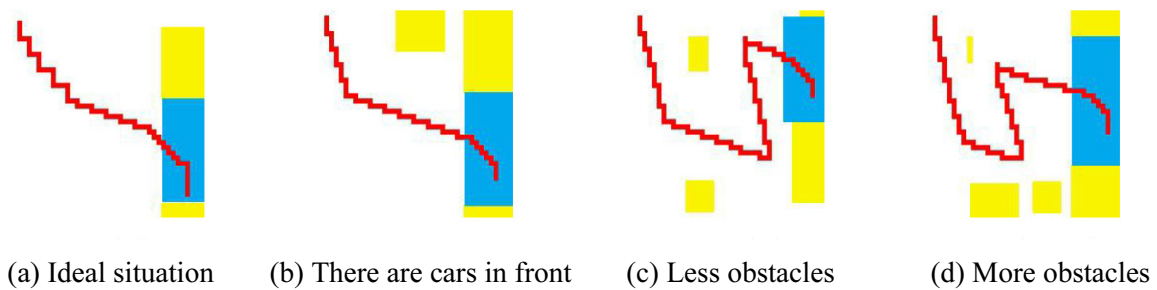 (a) Ideal situation
(b) There are cars in front
(c) Less obstacles
(d) More obstacles